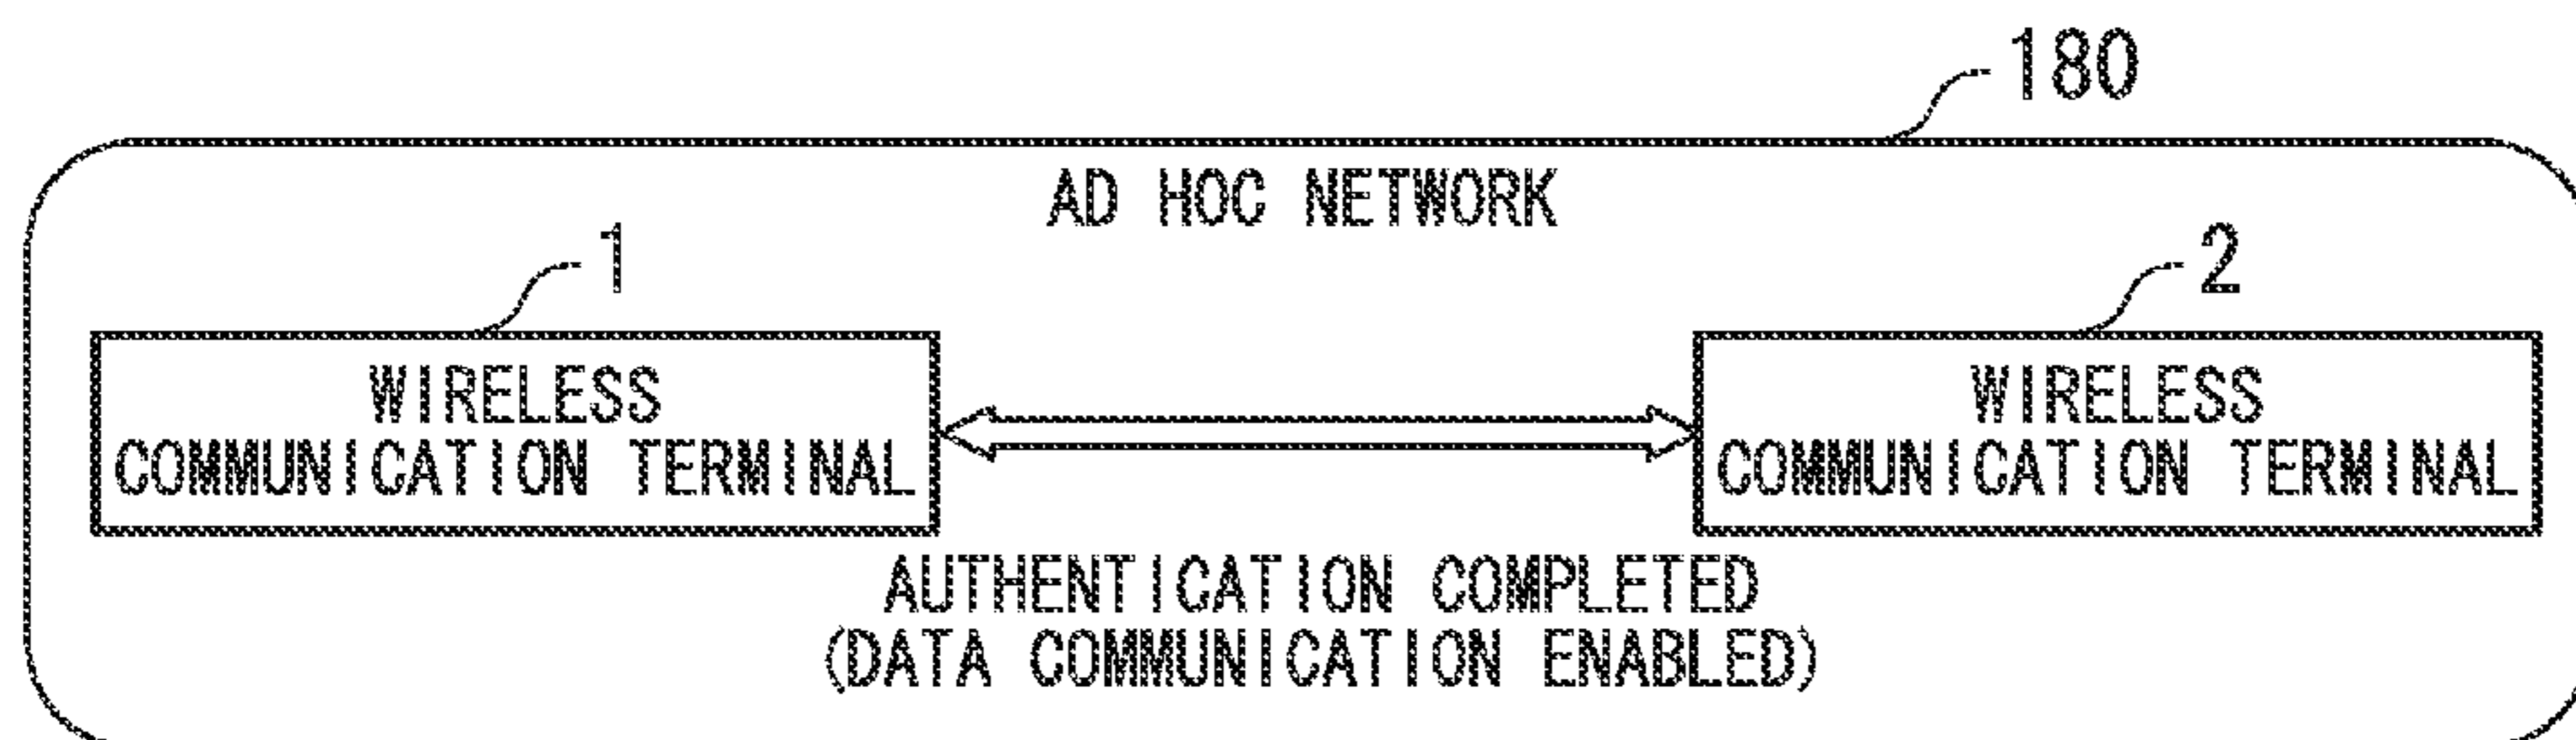 180
AD HOC NETWORK
1
2
WIRELESS
COMMUNICATION TERMINAL
WIRELESS
COMMUNICATION TERMINAL
AUTHENTICATION COMPLETED
(DATA COMMUNICATION ENABLED)